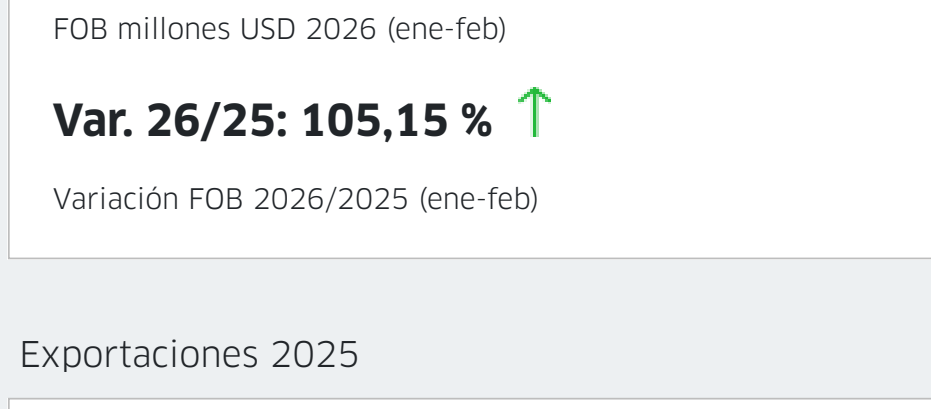 FOB millones USD 2026 (ene-feb)
Var. 26/25: 105,15 %
Variación FOB 2026/2025 (ene-feb)
Exportaciones 2025